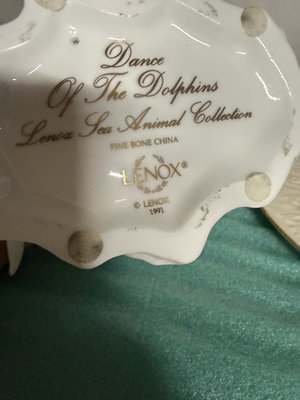 Dance
Of The Dolphins
Lenox Sea Animal Collection
FINE BONE CHINA
LENOX®
© LENOX
1991